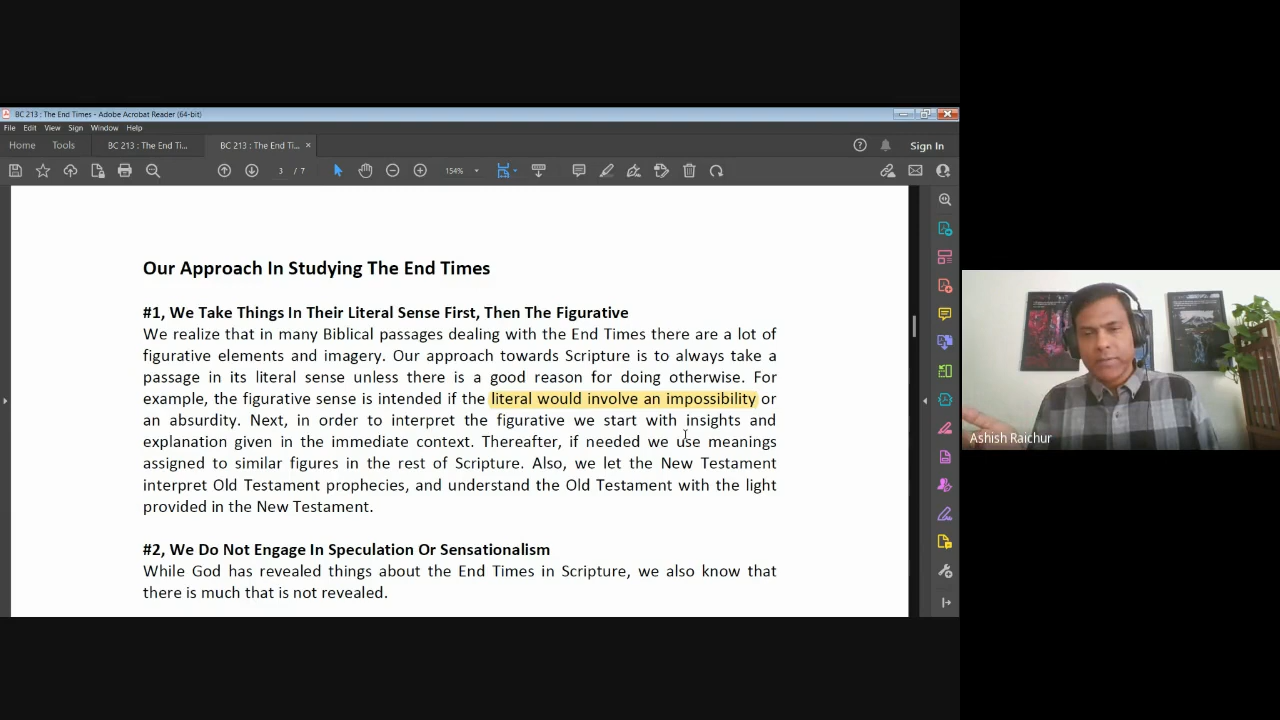 BC 213 : The End Times - Adobe Acrobat Reader (64-bit)
File Edit View Sign Window Help
Home Tools BC 213 : The End Ti... BC 213 : The End Ti... × Sign In
3 / 7 154%
Our Approach In Studying The End Times
#1, We Take Things In Their Literal Sense First, Then The Figurative
We realize that in many Biblical passages dealing with the End Times there are a lot of
figurative elements and imagery. Our approach towards Scripture is to always take a
passage in its literal sense unless there is a good reason for doing otherwise. For
example, the figurative sense is intended if the literal would involve an impossibility or
an absurdity. Next, in order to interpret the figurative we start with insights and
explanation given in the immediate context. Thereafter, if needed we use meanings
assigned to similar figures in the rest of Scripture. Also, we let the New Testament
interpret Old Testament prophecies, and understand the Old Testament with the light
provided in the New Testament.
#2, We Do Not Engage In Speculation Or Sensationalism
While God has revealed things about the End Times in Scripture, we also know that
there is much that is not revealed.
Ashish Raichur